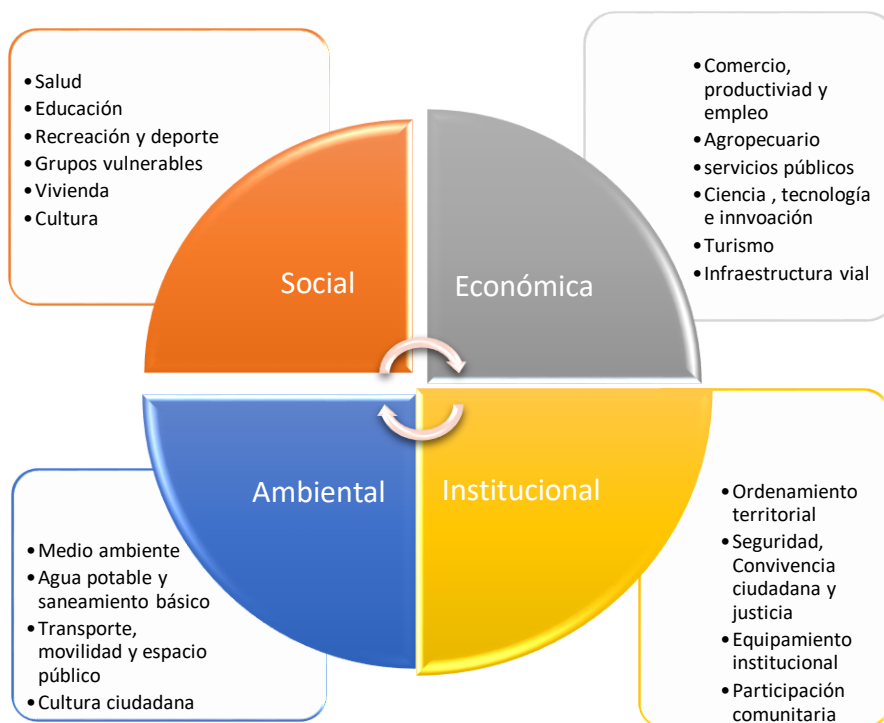 •Salud
•Educación
•Recreación y deporte
•Grupos vulnerables
•Vivienda
•Cultura
•Comercio,
productiviad y
empleo
•Agropecuario
•servicios públicos
•Ciencia , tecnología
e innvoación
•Turismo
•Infraestructura vial
Social
Económica
Ambiental
Institucional
•Medio ambiente
•Agua potable y
saneamiento básico
•Transporte,
movilidad y espacio
público
•Cultura ciudadana
•Ordenamiento
territorial
•Seguridad,
Convivencia
ciudadana y
justicia
•Equipamiento
institucional
•Participación
comunitaria